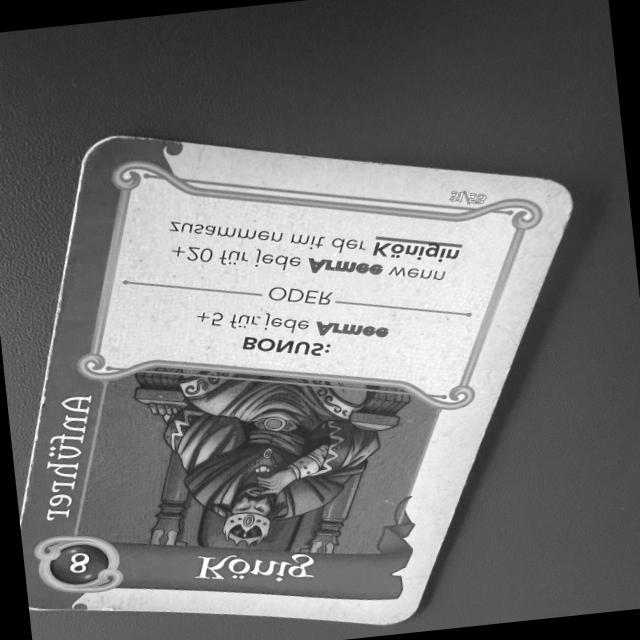 8
König
Anführer
BONUS:
+5 für jede Armee
ODER
+20 für jede Armee wenn
zusammen mit der Königin